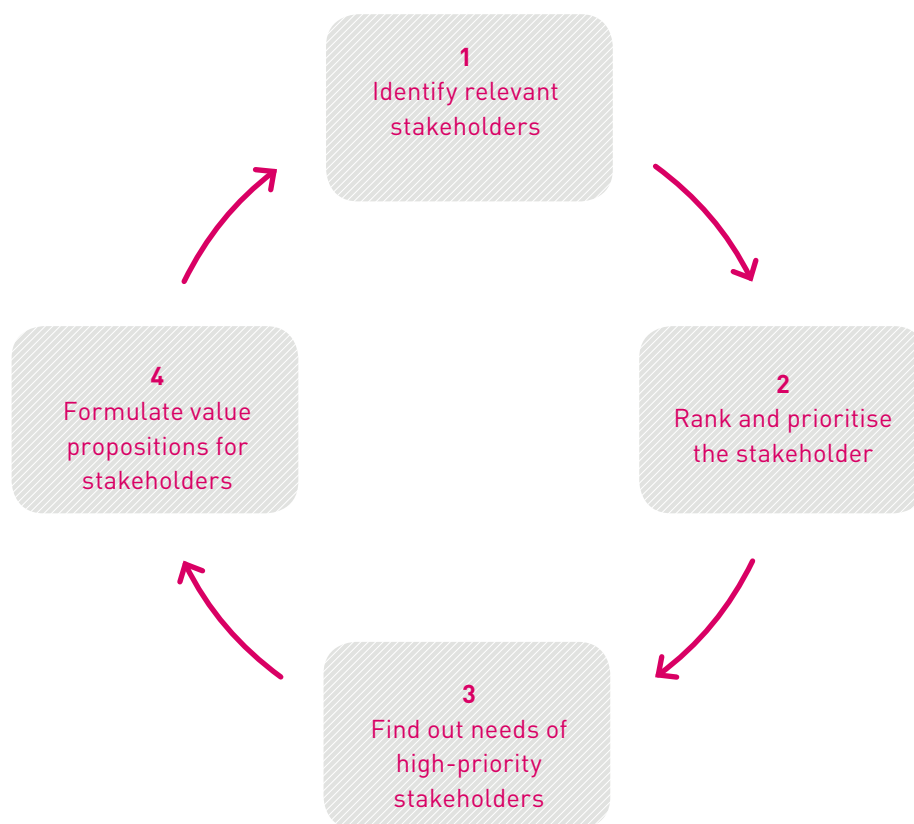 1
Identify relevant
stakeholders
2
Rank and prioritise
the stakeholder
3
Find out needs of
high-priority
stakeholders
4
Formulate value
propositions for
stakeholders